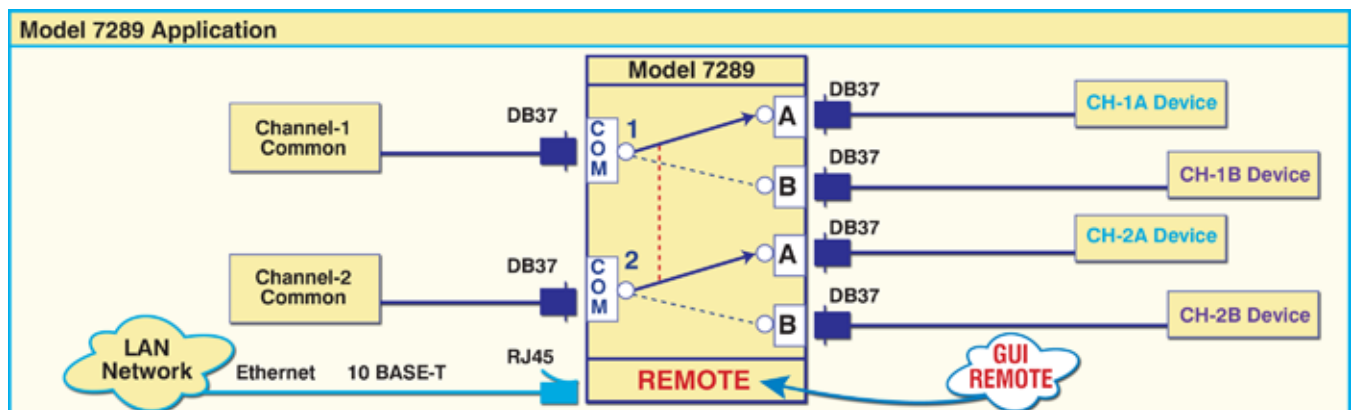 Model 7289 Application
Model 7289
Channel-1
Common
DB37
COM
1
A
B
DB37
CH-1A Device
DB37
CH-1B Device
Channel-2
Common
DB37
COM
2
A
B
DB37
CH-2A Device
DB37
CH-2B Device
LAN
Network
Ethernet 10 BASE-T
RJ45
REMOTE
GUI
REMOTE